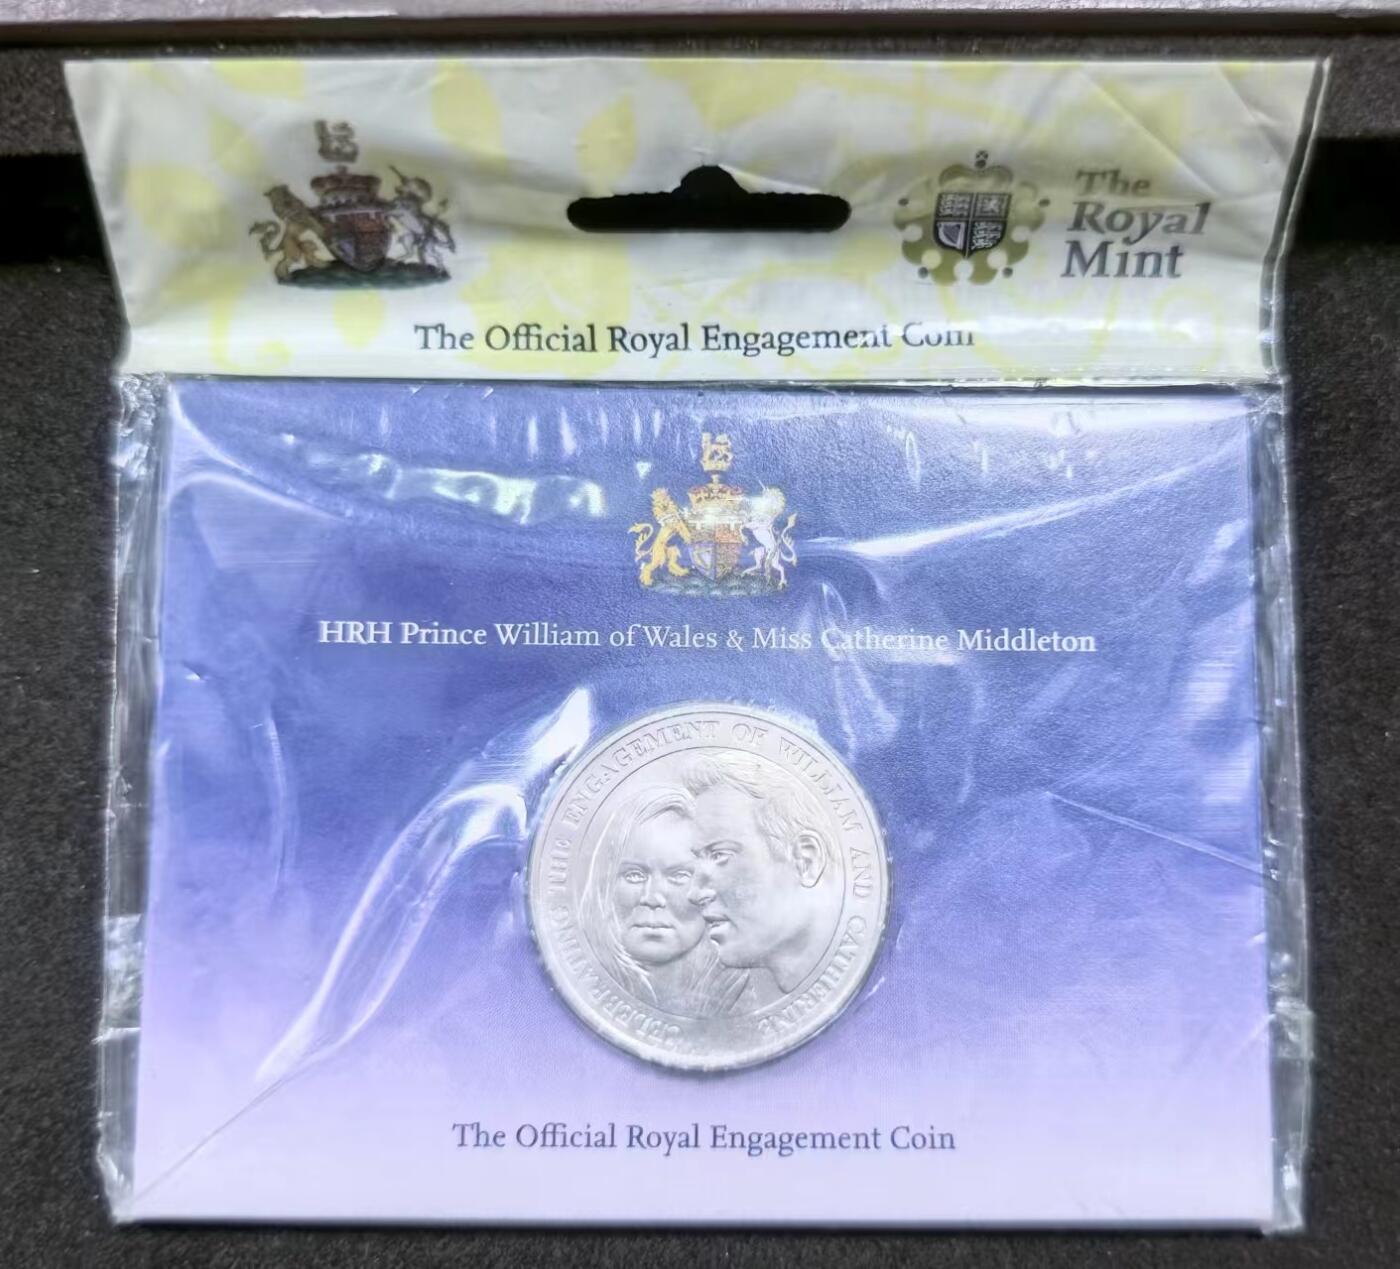 The
Royal
Mint
The Official Royal Engagement Coin
HRH Prince William of Wales & Miss Catherine Middleton
CELEBRATING THE ENGAGEMENT OF WILLIAM AND CATHERINE
The Official Royal Engagement Coin